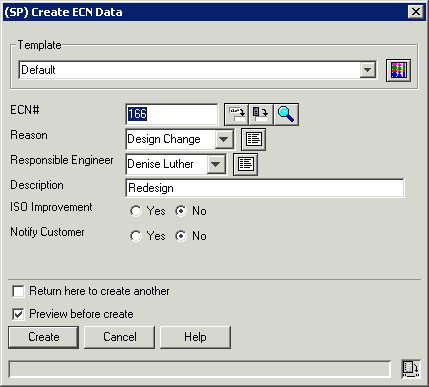 (SP) Create ECN Data
Template
Default
ECN#
166
Reason
Design Change
Responsible Engineer
Denise Luther
Description
Redesign
ISO Improvement
Yes
No
Notify Customer
Yes
No
Return here to create another
Preview before create
Create
Cancel
Help